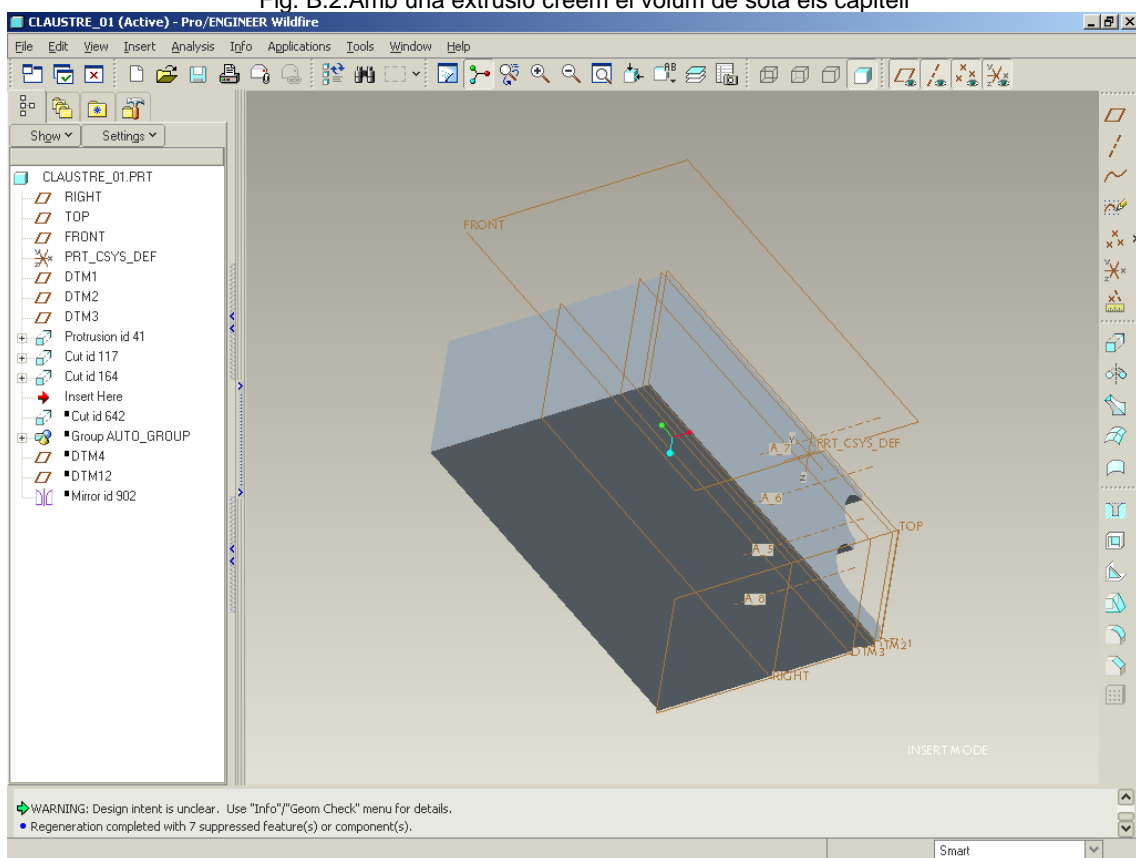 Fig. B.2.Amb una extrusió creem el volum de sota els capitell
CLAUSTRE_01 (Active) - Pro/ENGINEER Wildfire
File Edit View Insert Analysis Info Applications Tools Window Help
Show Settings
CLAUSTRE_01.PRT
RIGHT
TOP
FRONT
PRT_CSYS_DEF
DTM1
DTM2
DTM3
Protrusion id 41
Cut id 117
Cut id 164
Insert Here
Cut id 642
Group AUTO_GROUP
DTM4
DTM12
Mirror id 902
FRONT
A_7
Y
PRT_CSYS_DEF
Z
A_6
TOP
A_5
A_8
DTM3
RIGHT
INSERT MODE
WARNING: Design intent is unclear. Use "Info"/"Geom Check" menu for details.
Regeneration completed with 7 suppressed feature(s) or component(s).
Smart